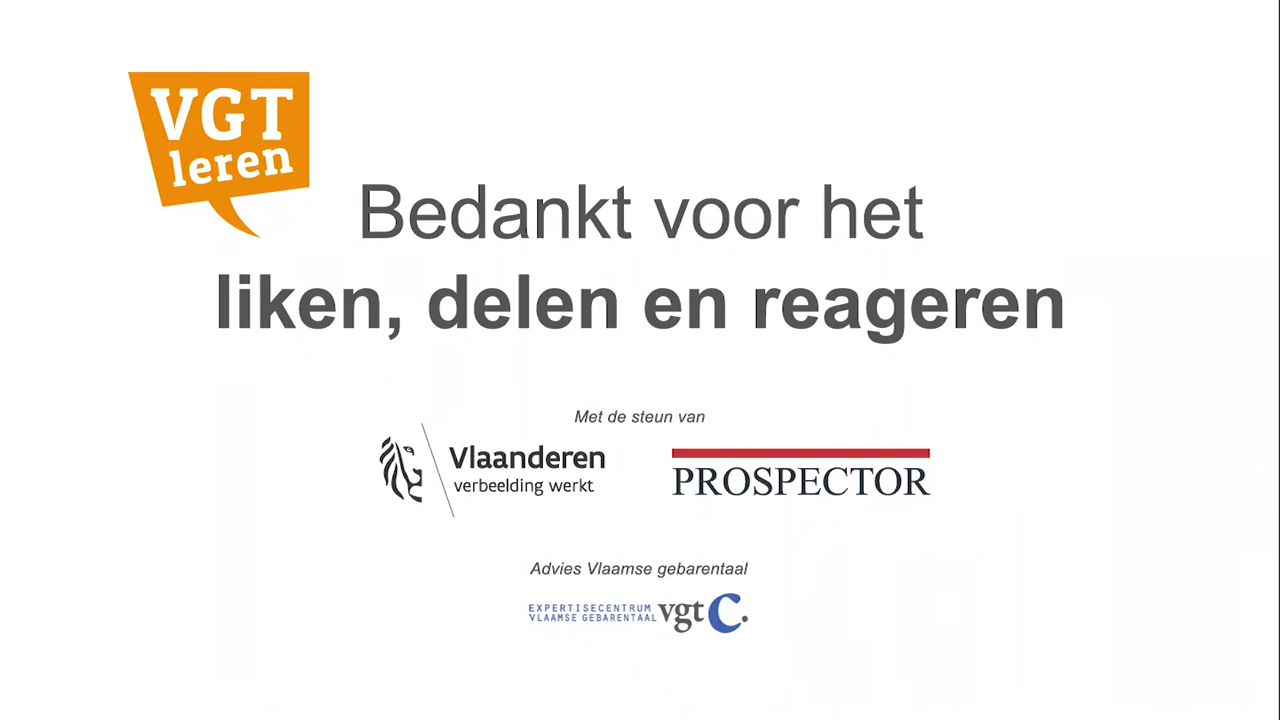 VGT
leren
Bedankt voor het
liken, delen en reageren
Met de steun van
Vlaanderen
verbeelding werkt
PROSPECTOR
Advies Vlaamse gebarentaal
EXPERTISECENTRUM
VLAAMSE GEBARENTAAL
vgtC.